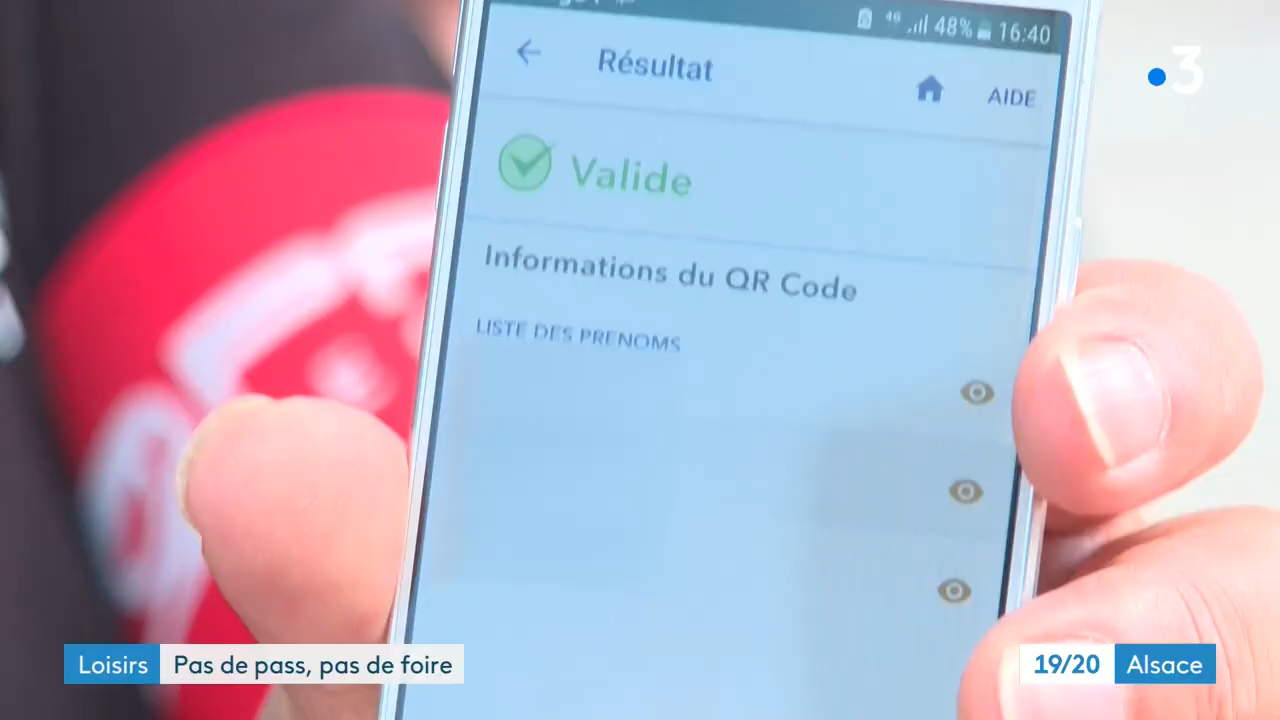 48% 16:40
Résultat
AIDE
3
Valide
Informations du QR Code
LISTE DES PRENOMS
Loisirs Pas de pass, pas de foire
19/20 Alsace